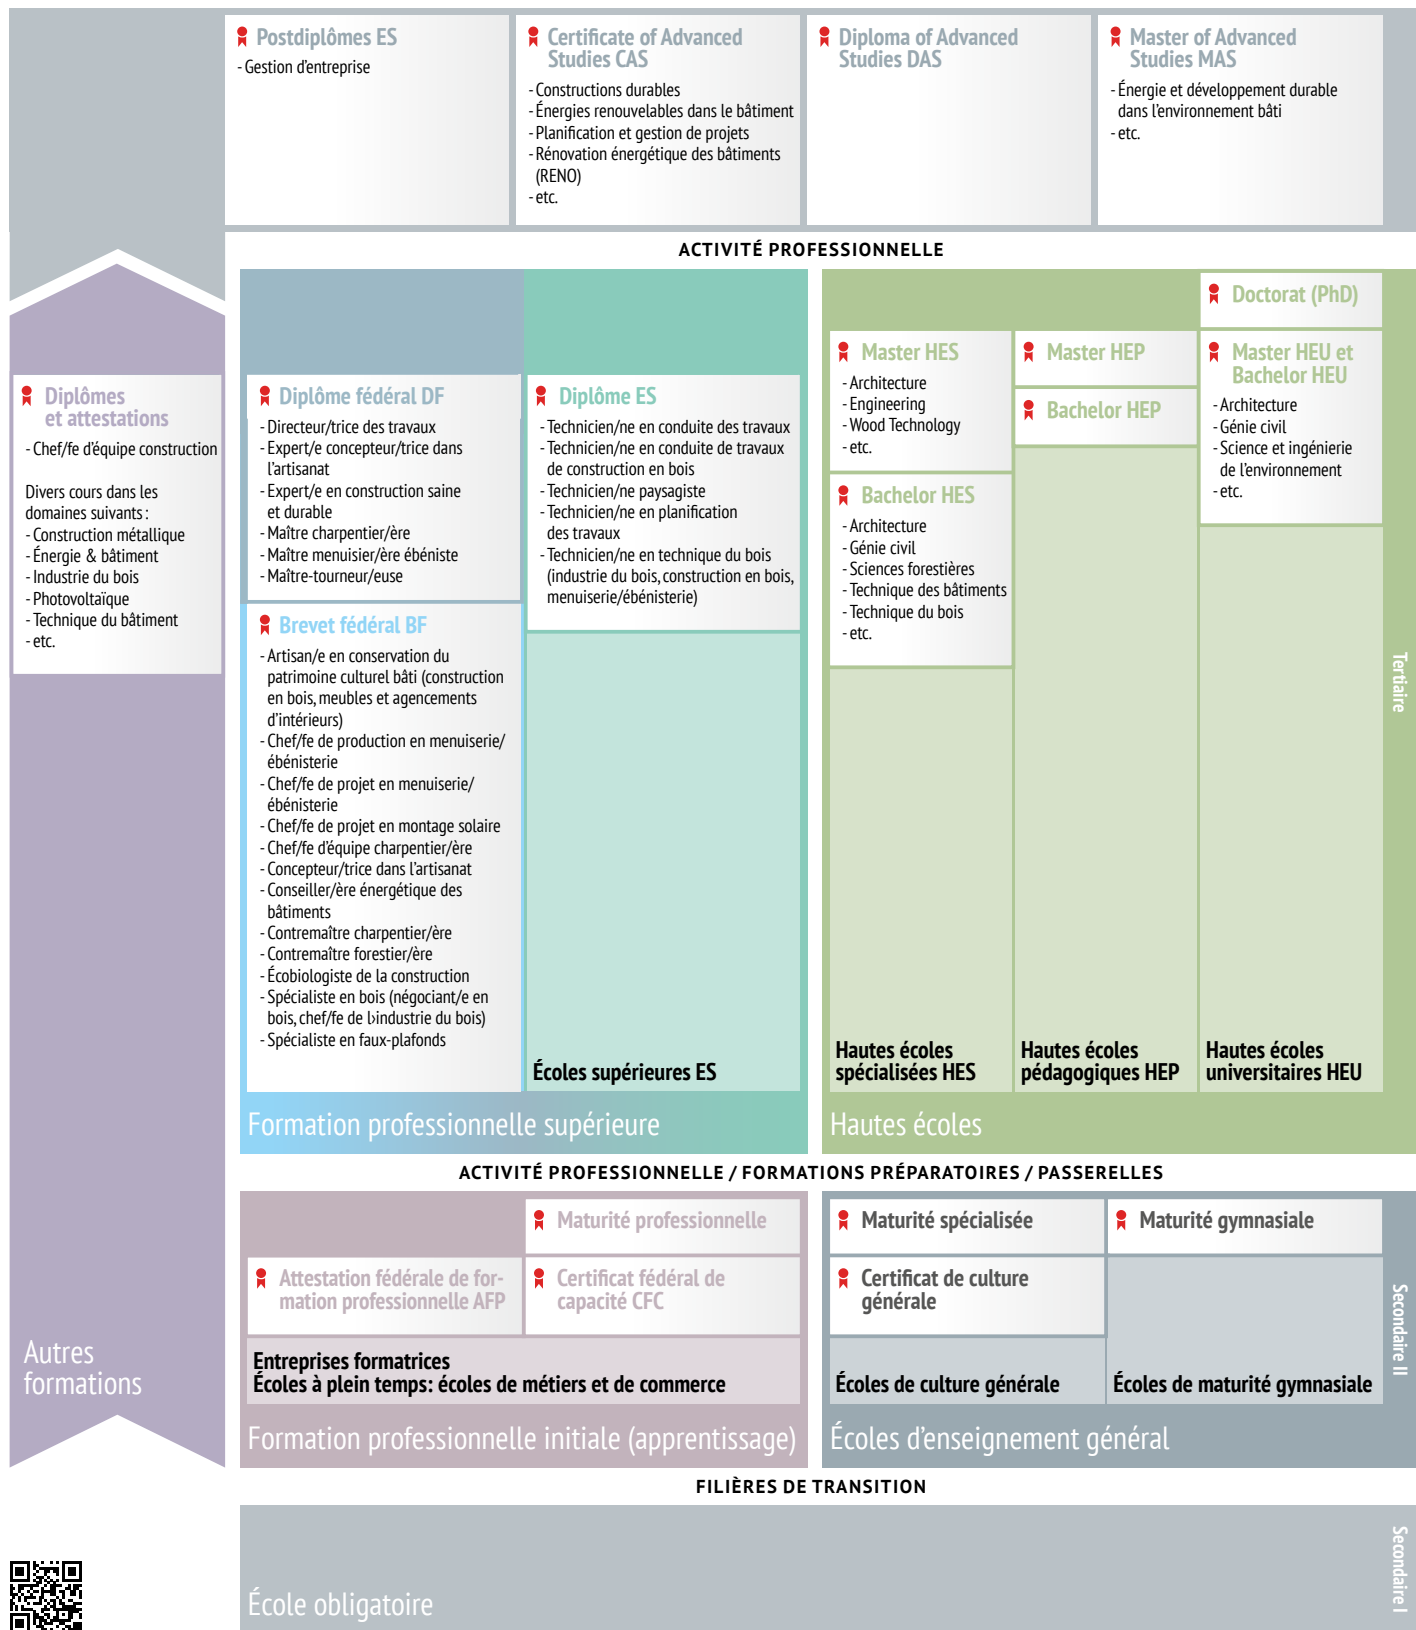 Postdiplômes ES
- Gestion d'entreprise
Certificate of Advanced
Studies CAS
- Constructions durables
- Énergies renouvelables dans le bâtiment
- Planification et gestion de projets
- Rénovation énergétique des bâtiments
(RENO)
- etc.
Diploma of Advanced
Studies DAS
Master of Advanced
Studies MAS
- Énergie et développement durable
dans l'environnement bâti
- etc.
ACTIVITÉ PROFESSIONNELLE
Diplômes
et attestations
- Chef/fe d'équipe construction
Divers cours dans les
domaines suivants :
- Construction métallique
- Énergie & bâtiment
- Industrie du bois
- Photovoltaïque
- Technique du bâtiment
- etc.
Autres
formations
Diplôme fédéral DF
- Directeur/trice des travaux
- Expert/e concepteur/trice dans
l'artisanat
- Expert/e en construction saine
et durable
- Maître charpentier/ère
- Maître menuisier/ère ébéniste
- Maître-tourneur/euse
Brevet fédéral BF
- Artisan/e en conservation du
patrimoine culturel bâti (construction
en bois, meubles et agencements
d'intérieurs)
- Chef/fe de production en menuiserie/
ébénisterie
- Chef/fe de projet en menuiserie/
ébénisterie
- Chef/fe de projet en montage solaire
- Chef/fe d'équipe charpentier/ère
- Concepteur/trice dans l'artisanat
- Conseiller/ère énergétique des
bâtiments
- Contremaître charpentier/ère
- Contremaître forestier/ère
- Écobiologiste de la construction
- Spécialiste en bois (négociant/e en
bois, chef/fe de l›industrie du bois)
- Spécialiste en faux-plafonds
Diplôme ES
- Technicien/ne en conduite des travaux
- Technicien/ne en conduite de travaux
de construction en bois
- Technicien/ne paysagiste
- Technicien/ne en planification
des travaux
- Technicien/ne en technique du bois
(industrie du bois, construction en bois,
menuiserie/ébénisterie)
Écoles supérieures ES
Formation professionnelle supérieure
Master HES
- Architecture
- Engineering
- Wood Technology
- etc.
Bachelor HES
- Architecture
- Génie civil
- Sciences forestières
- Technique des bâtiments
- Technique du bois
- etc.
Hautes écoles
spécialisées HES
Master HEP
Bachelor HEP
Hautes écoles
pédagogiques HEP
Doctorat (PhD)
Master HEU et
Bachelor HEU
- Architecture
- Génie civil
- Science et ingénierie
de l'environnement
- etc.
Hautes écoles
universitaires HEU
Hautes écoles
Tertiaire
ACTIVITÉ PROFESSIONNELLE / FORMATIONS PRÉPARATOIRES / PASSERELLES
Maturité professionnelle
Attestation fédérale de for-
mation professionnelle AFP
Certificat fédéral de
capacité CFC
Entreprises formatrices
Écoles à plein temps: écoles de métiers et de commerce
Formation professionnelle initiale (apprentissage)
Maturité spécialisée
Certificat de culture
générale
Écoles de culture générale
Maturité gymnasiale
Écoles de maturité gymnasiale
Écoles d'enseignement général
Secondaire II
FILIÈRES DE TRANSITION
École obligatoire
Secondaire I